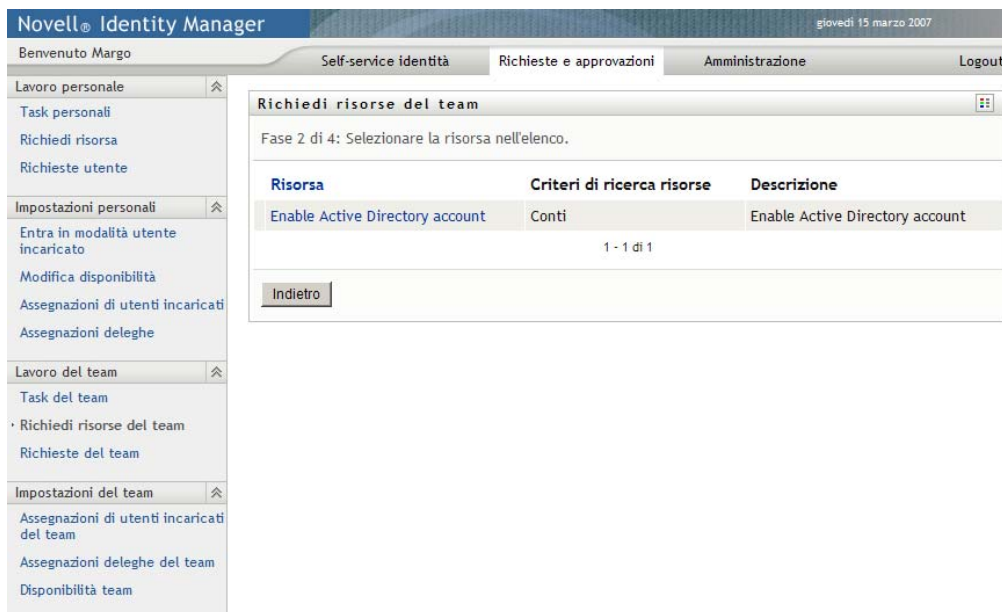 Novell® Identity Manager
giovedì 15 marzo 2007
Benvenuto Margo
Self-service identità
Richieste e approvazioni
Amministrazione
Logout
Lavoro personale
Task personali
Richiedi risorsa
Richieste utente
Impostazioni personali
Entra in modalità utente
incaricato
Modifica disponibilità
Assegnazioni di utenti incaricati
Assegnazioni deleghe
Lavoro del team
Task del team
Richiedi risorse del team
Richieste del team
Impostazioni del team
Assegnazioni di utenti incaricati
del team
Assegnazioni deleghe del team
Disponibilità team
Richiedi risorse del team
Fase 2 di 4: Selezionare la risorsa nell'elenco.
Risorsa Criteri di ricerca risorse Descrizione
Enable Active Directory account Conti Enable Active Directory account
1 - 1 di 1
Indietro